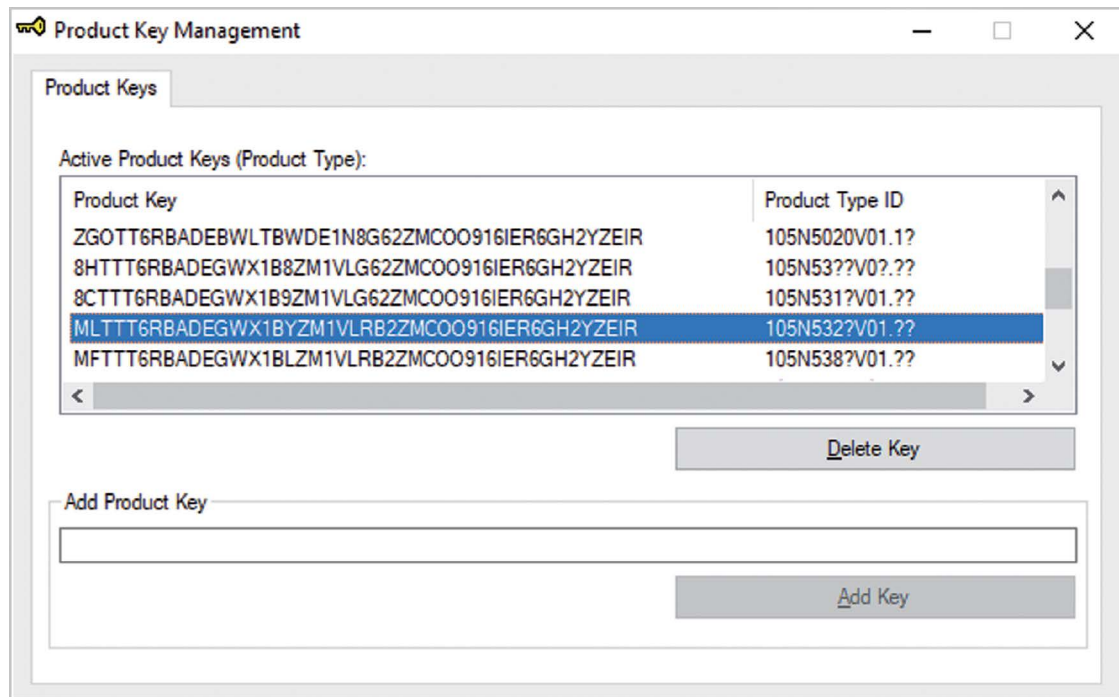 Product Key Management
Product Keys
Active Product Keys (Product Type):
Product Key Product Type ID
ZGOTT6RBADEBWLTBWDE1N8G62ZMCOO916IER6GH2YZEIR 105N5020V01.1?
8HTTT6RBADEGWX1B8ZM1VLG62ZMCOO916IER6GH2YZEIR 105N53??V0?.??
8CTTT6RBADEGWX1B9ZM1VLG62ZMCOO916IER6GH2YZEIR 105N531?V01.??
MLTTT6RBADEGWX1BYZM1VLRB2ZMCOO916IER6GH2YZEIR 105N532?V01.??
MFTTT6RBADEGWX1BLZM1VLRB2ZMCOO916IER6GH2YZEIR 105N538?V01.??
Delete Key
Add Product Key
Add Key